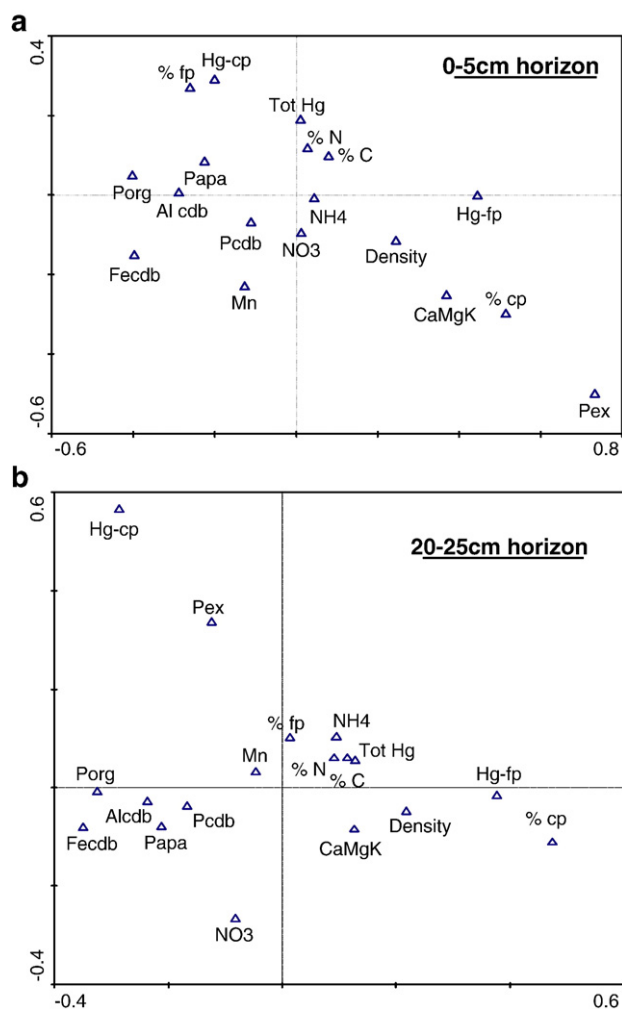 a
0.4
0-5cm horizon
Hg-cp
% fp
Tot Hg
% N
% C
Papa
Porg
Al cdb
NH4
Hg-fp
Pcdb
NO3
Density
Fecdb
Mn
CaMgK
% cp
Pex
-0.6
-0.6
0.8
b
0.6
Hg-cp
20-25cm horizon
Pex
% fp
NH4
Mn
% N
Tot Hg
% C
Porg
Hg-fp
Alcdb
Pcdb
Density
% cp
Fecdb
Papa
CaMgK
NO3
-0.4
-0.4
0.6